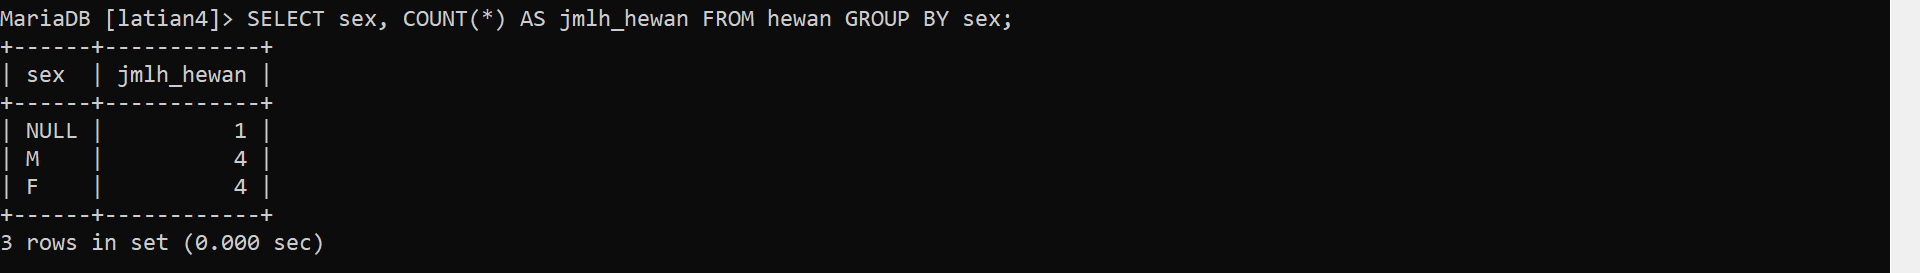 MariaDB [latian4]> SELECT sex, COUNT(*) AS jmlh_hewan FROM hewan GROUP BY sex;
+------+------------+
| sex  | jmlh_hewan |
+------+------------+
| NULL |          1 |
| M    |          4 |
| F    |          4 |
+------+------------+
3 rows in set (0.000 sec)